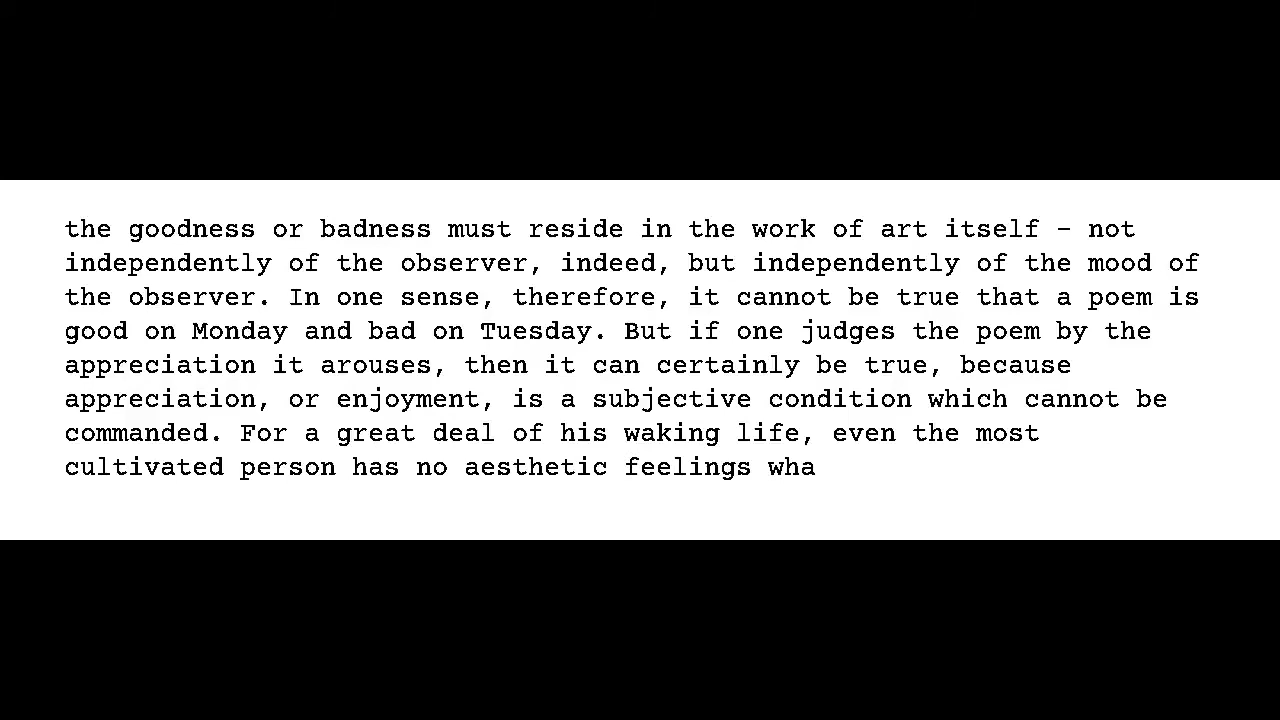 the goodness or badness must reside in the work of art itself – not
independently of the observer, indeed, but independently of the mood of
the observer. In one sense, therefore, it cannot be true that a poem is
good on Monday and bad on Tuesday. But if one judges the poem by the
appreciation it arouses, then it can certainly be true, because
appreciation, or enjoyment, is a subjective condition which cannot be
commanded. For a great deal of his waking life, even the most
cultivated person has no aesthetic feelings wha